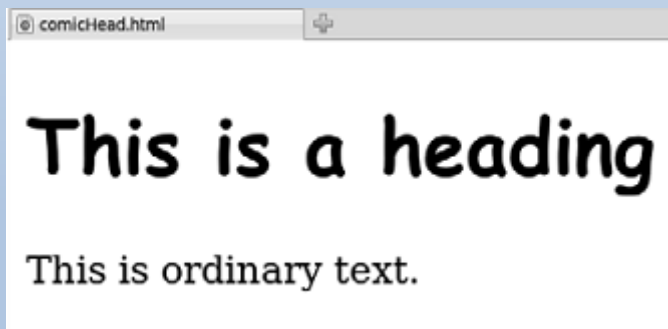 comicHead.html
This is a heading
This is ordinary text.